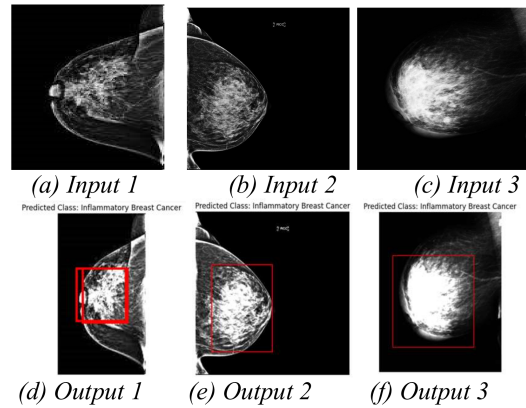 (a) Input 1
(b) Input 2
(c) Input 3
Predicted Class: Inflammatory Breast Cancer
Predicted Class: Inflammatory Breast Cancer
Predicted Class: Inflammatory Breast Cancer
(d) Output 1
(e) Output 2
(f) Output 3